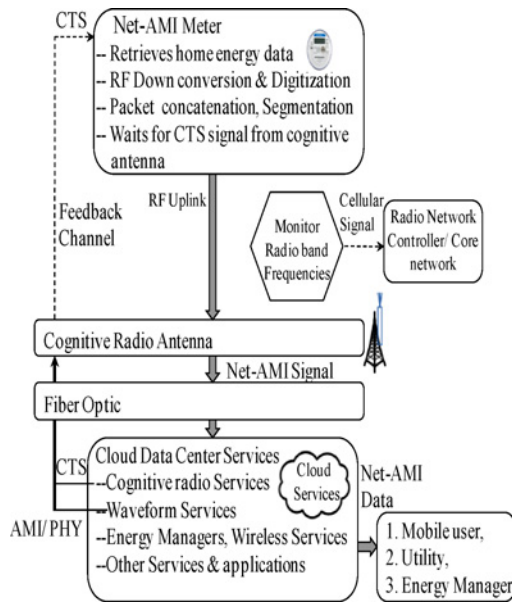 CTS
Net-AMI Meter
-- Retrieves home energy data
-- RF Down conversion & Digitization
-- Packet concatenation, Segmentation
-- Waits for CTS signal from cognitive
antenna
Feedback
Channel
RF Uplink
Monitor
Radio band
Frequencies
Cellular
Signal
Radio Network
Controller/ Core
network
Cognitive Radio Antenna
Net-AMI Signal
Fiber Optic
CTS
AMI/ PHY
Cloud Data Center Services
--Cognitive radio Services
--Waveform Services
--Energy Managers, Wireless Services
--Other Services & applications
Cloud
Services
Net-AMI
Data
1. Mobile user,
2. Utility,
3. Energy Manager